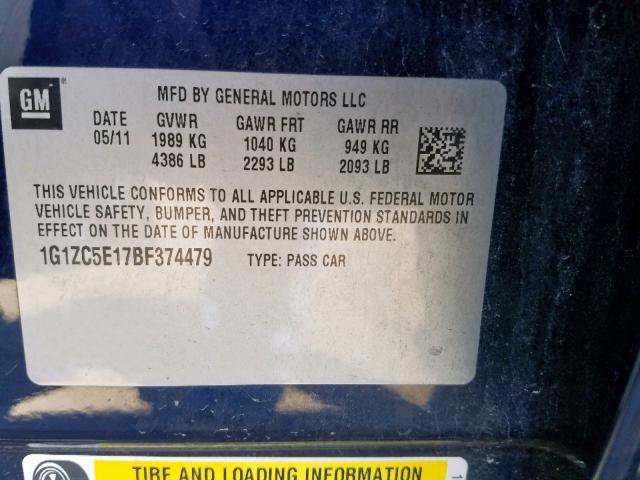 GM
MFD BY GENERAL MOTORS LLC
DATE GVWR GAWR FRT GAWR RR
05/11 1989 KG 1040 KG 949 KG
4386 LB 2293 LB 2093 LB
THIS VEHICLE CONFORMS TO ALL APPLICABLE U.S. FEDERAL MOTOR
VEHICLE SAFETY, BUMPER, AND THEFT PREVENTION STANDARDS IN
EFFECT ON THE DATE OF MANUFACTURE SHOWN ABOVE.
1G1ZC5E17BF374479 TYPE: PASS CAR
TIRE AND LOADING INFORMATION